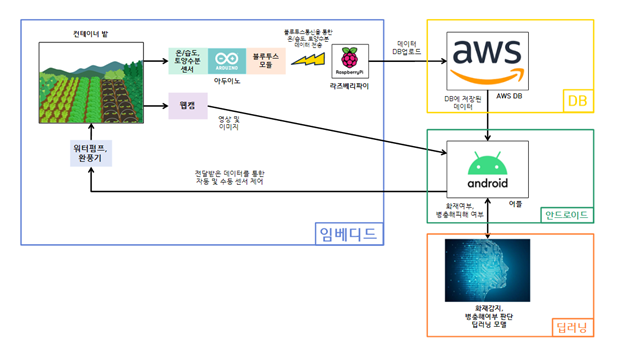 컨테이너 밭
온/습도,
토양수분
센서
ARDUINO
블루투스
모듈
아두이노
블루투스통신을 통한
온/습도, 토양수분
데이터 전송
RaspberryPi
라즈베리파이
데이터
DB업로드
aws
AWS DB
DB에 저장된
데이터
DB
웹캠
영상 및
이미지
워터펌프,
환풍기
전달받은 데이터를 통한
자동 및 수동 센서 제어
임베디드
android
어플
화재여부,
병충해피해 여부
안드로이드
화재감지,
병충해여부 판단
딥러닝 모델
딥러닝